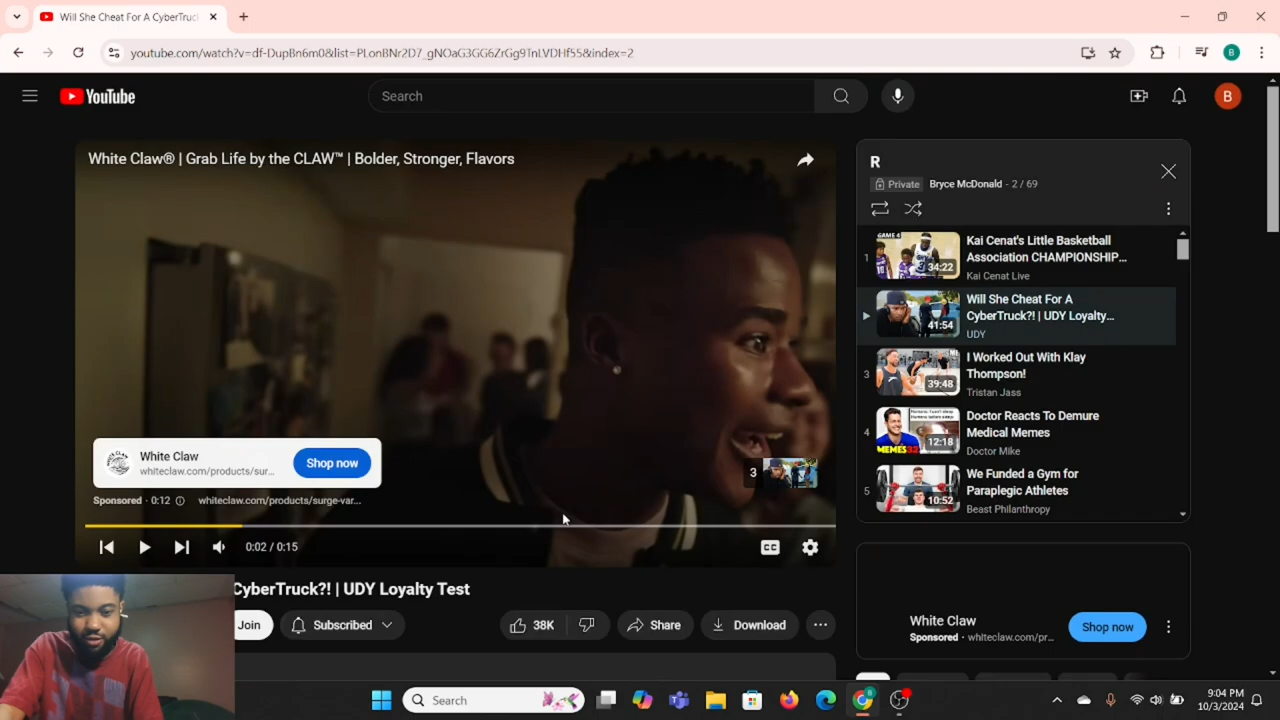 Will She Cheat For A CyberTruc
youtube.com/watch?v=df-DupBn6m0&list=PLonBNr2D7_gNOaG3GG6ZrGg9TnLVDHf55&index=2
B
YouTube
Search
B
White Claw® | Grab Life by the CLAW™ | Bolder, Stronger, Flavors
White Claw
whiteclaw.com/products/sur...
Shop now
Sponsored · 0:12
whiteclaw.com/products/surge-var...
3
0:02 / 0:15
CC
CyberTruck?! | UDY Loyalty Test
Join
Subscribed
38K
Share
Download
R
Private
Bryce McDonald - 2 / 69
1
GAME 4
34:22
Kai Cenat's Little Basketball
Association CHAMPIONSHIP...
Kai Cenat Live
41:54
Will She Cheat For A
CyberTruck?! | UDY Loyalty...
UDY
3
39:48
I Worked Out With Klay
Thompson!
Tristan Jass
4
MEMES
12:18
Doctor Reacts To Demure
Medical Memes
Doctor Mike
5
10:52
We Funded a Gym for
Paraplegic Athletes
Beast Philanthropy
White Claw
Sponsored · whiteclaw.com/pr...
Shop now
Search
9:04 PM
10/3/2024